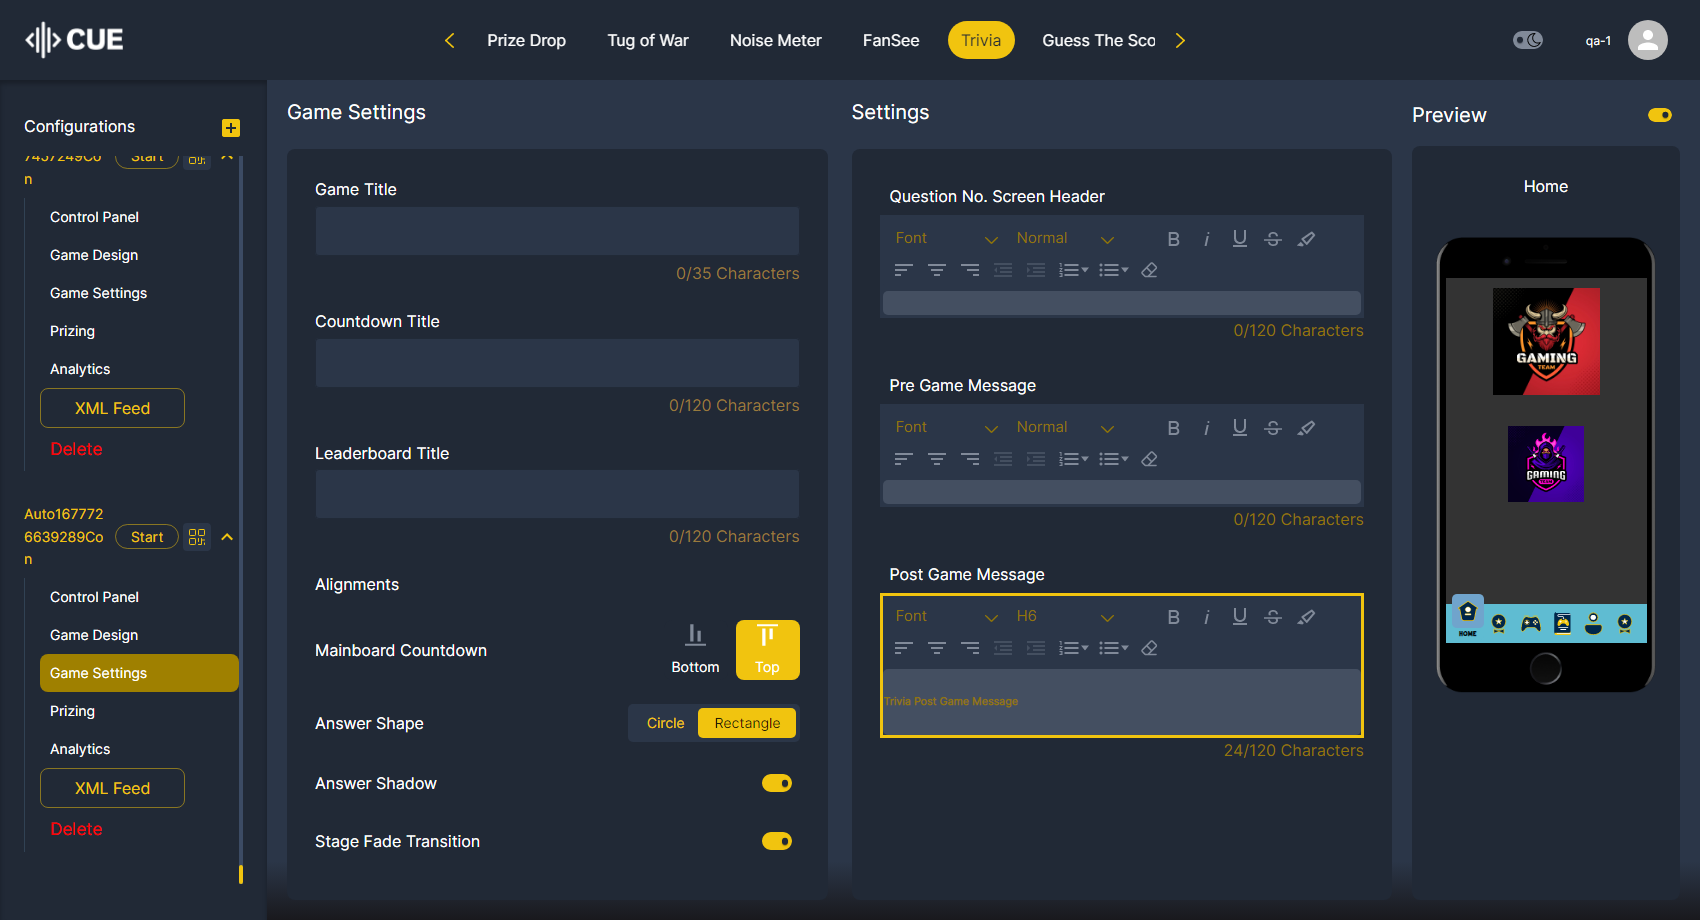 CUE
Prize Drop
Tug of War
Noise Meter
FanSee
Trivia
Guess The Sco
qa-1
Configurations
7457249Co
n
Start
Control Panel
Game Design
Game Settings
Prizing
Analytics
XML Feed
Delete
Auto167772
6639289Co
n
Start
Control Panel
Game Design
Game Settings
Prizing
Analytics
XML Feed
Delete
Game Settings
Game Title
0/35 Characters
Countdown Title
0/120 Characters
Leaderboard Title
0/120 Characters
Alignments
Mainboard Countdown
Bottom
Top
Answer Shape
Circle
Rectangle
Answer Shadow
Stage Fade Transition
Settings
Question No. Screen Header
Font
Normal
B i U S
0/120 Characters
Pre Game Message
Font
Normal
B i U S
0/120 Characters
Post Game Message
Font
H6
B i U S
Trivia Post Game Message
24/120 Characters
Preview
Home
GAMING
TEAM
GAMING
TEAM
HOME